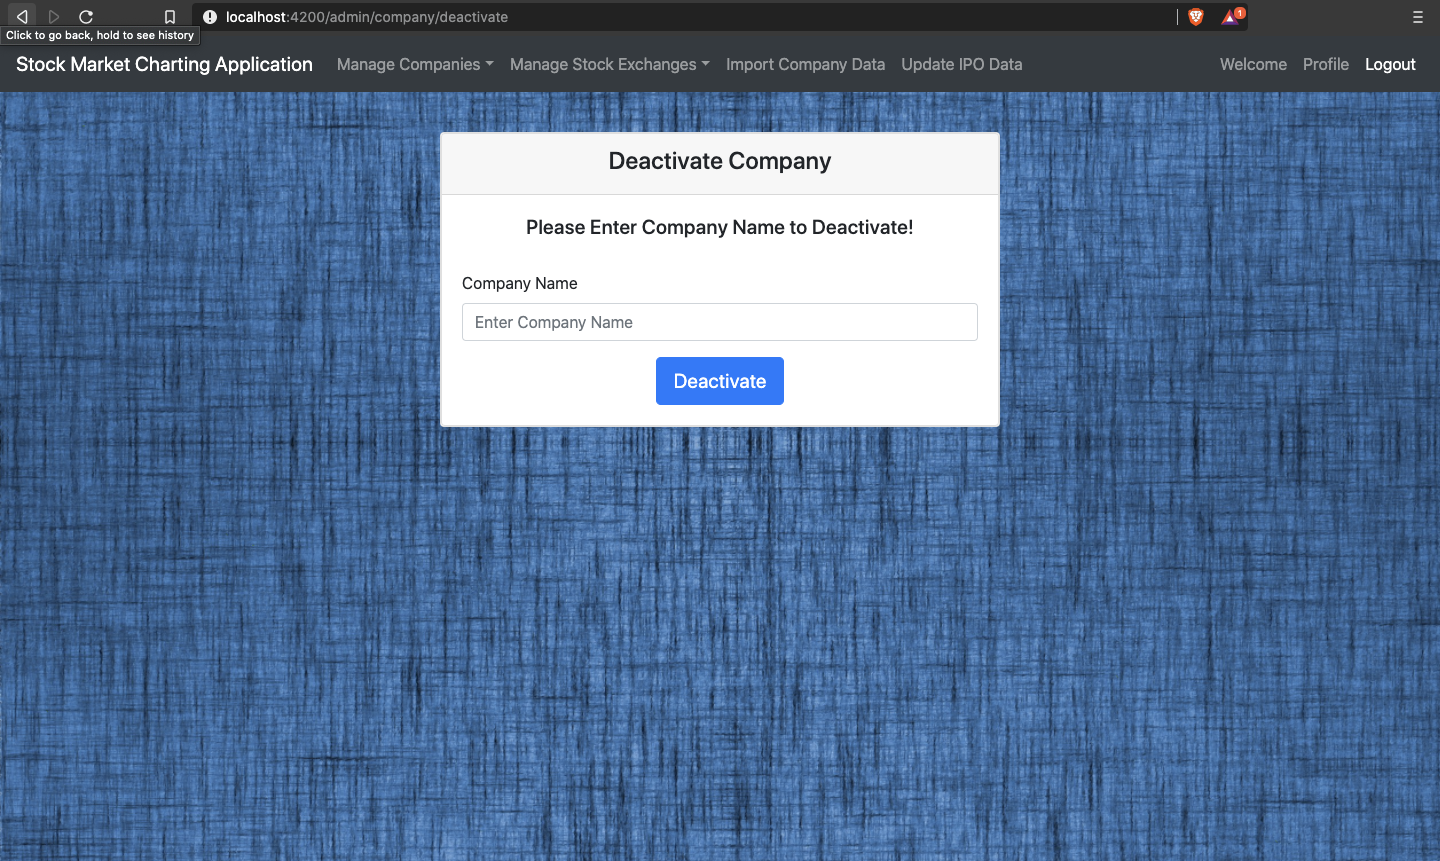 localhost:4200/admin/company/deactivate
1
Click to go back, hold to see history
Stock Market Charting Application Manage Companies Manage Stock Exchanges Import Company Data Update IPO Data Welcome Profile Logout
Deactivate Company
Please Enter Company Name to Deactivate!
Company Name
Enter Company Name
Deactivate